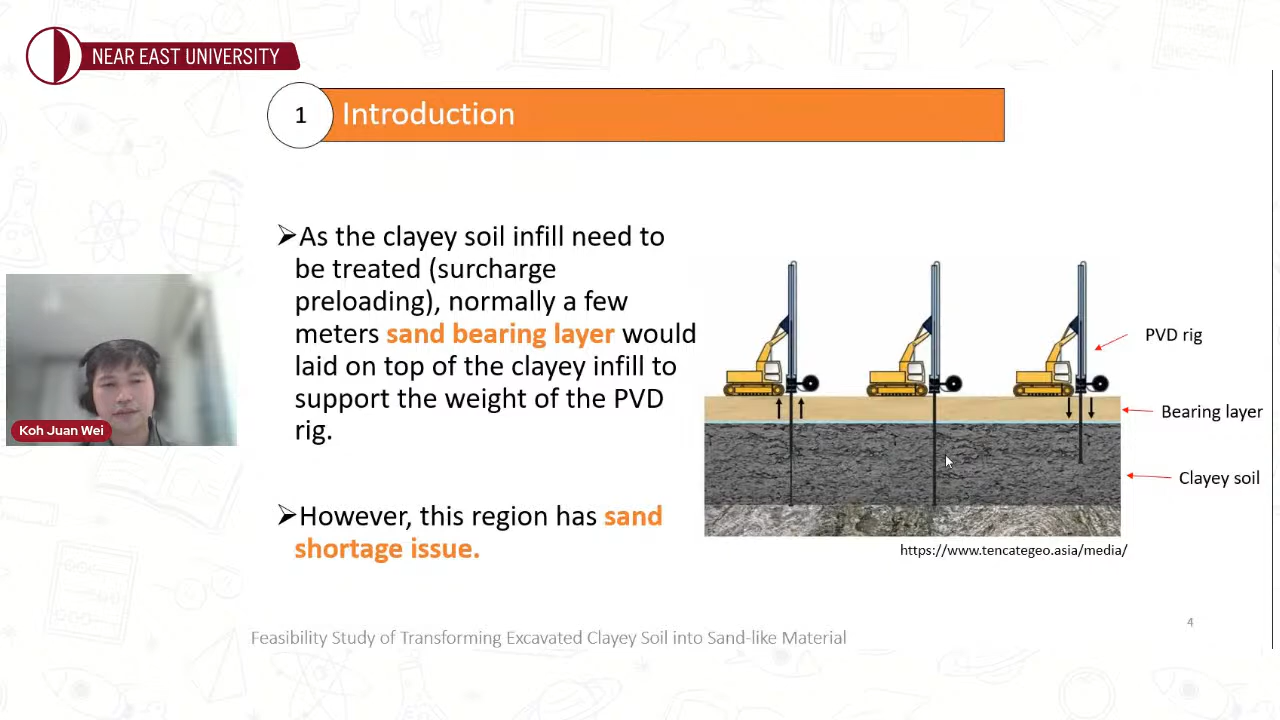 NEAR EAST UNIVERSITY
1
Introduction
➢As the clayey soil infill need to
be treated (surcharge
preloading), normally a few
meters sand bearing layer would
laid on top of the clayey infill to
support the weight of the PVD
rig.
➢However, this region has sand
shortage issue.
PVD rig
Bearing layer
Clayey soil
https://www.tencategeo.asia/media/
Koh Juan Wei
Feasibility Study of Transforming Excavated Clayey Soil into Sand-like Material
4